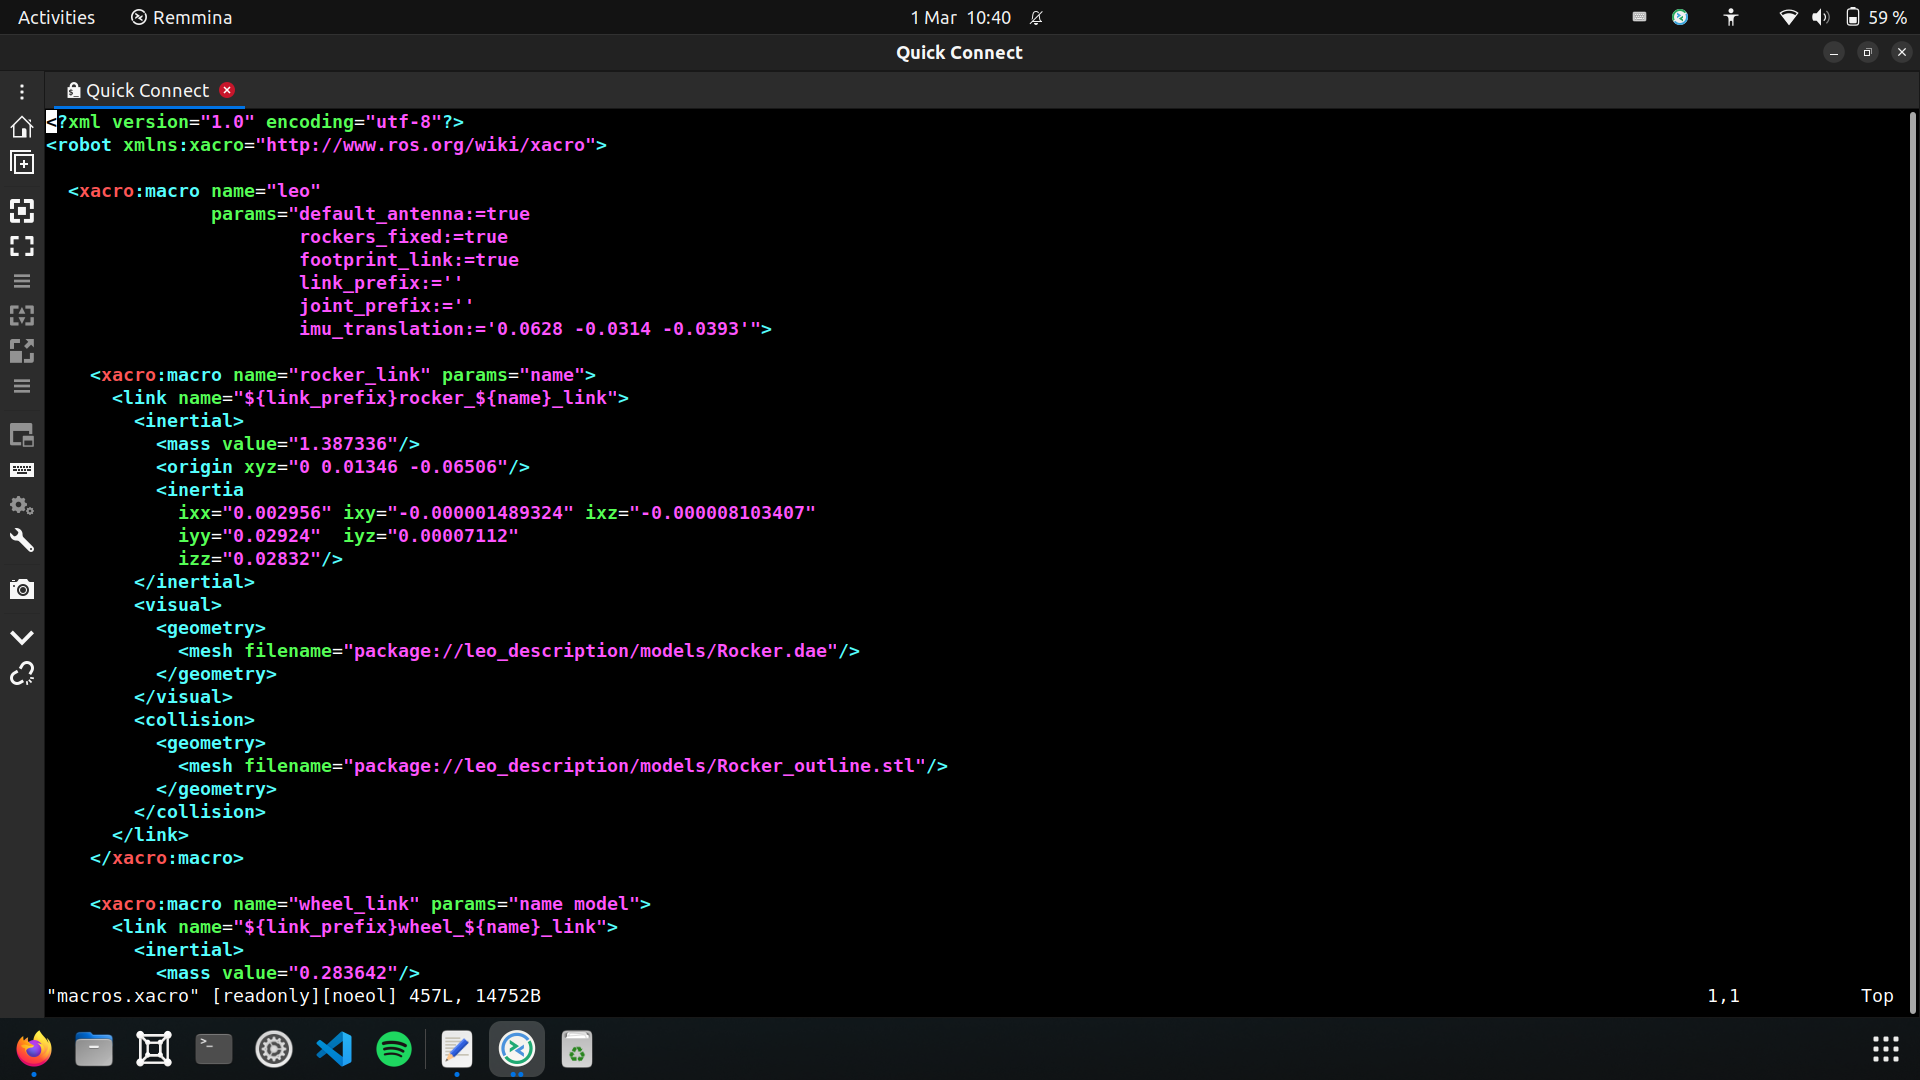 Activities Remmina 1 Mar 10:40 59 %
Quick Connect
Quick Connect
<?xml version="1.0" encoding="utf-8"?>
<robot xmlns:xacro="http://www.ros.org/wiki/xacro">
  <xacro:macro name="leo"
               params="default_antenna:=true
                       rockers_fixed:=true
                       footprint_link:=true
                       link_prefix:=''
                       joint_prefix:=''
                       imu_translation:='0.0628 -0.0314 -0.0393'">
    <xacro:macro name="rocker_link" params="name">
      <link name="${link_prefix}rocker_${name}_link">
        <inertial>
          <mass value="1.387336"/>
          <origin xyz="0 0.01346 -0.06506"/>
          <inertia
            ixx="0.002956" ixy="-0.000001489324" ixz="-0.000008103407"
            iyy="0.02924"  iyz="0.00007112"
            izz="0.02832"/>
        </inertial>
        <visual>
          <geometry>
            <mesh filename="package://leo_description/models/Rocker.dae"/>
          </geometry>
        </visual>
        <collision>
          <geometry>
            <mesh filename="package://leo_description/models/Rocker_outline.stl"/>
          </geometry>
        </collision>
      </link>
    </xacro:macro>
    <xacro:macro name="wheel_link" params="name model">
      <link name="${link_prefix}wheel_${name}_link">
        <inertial>
          <mass value="0.283642"/>
"macros.xacro" [readonly][noeol] 457L, 14752B 1,1 Top